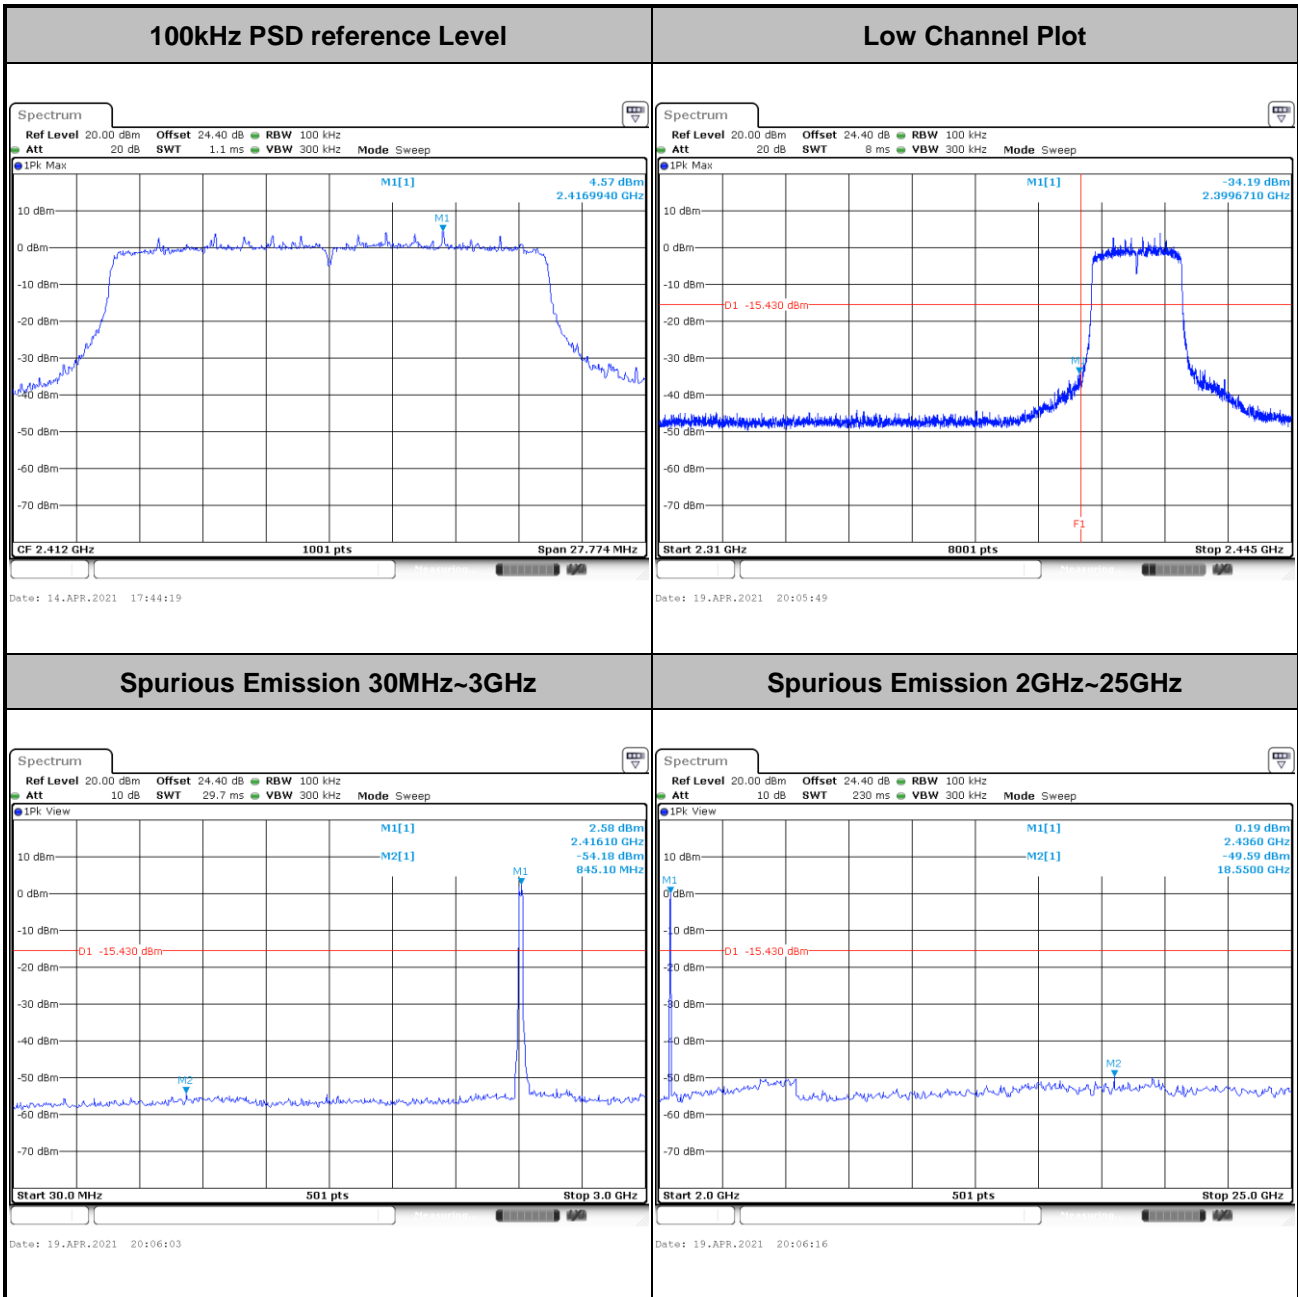 100kHz PSD reference Level
Spectrum
Ref Level 20.00 dBm Offset 24.40 dB RBW 100 kHz
Att 20 dB SWT 1.1 ms VBW 300 kHz Mode Sweep
1Pk Max
M1[1] 4.57 dBm
2.4169940 GHz
M1
10 dBm
0 dBm
-10 dBm
-20 dBm
-30 dBm
-40 dBm
-50 dBm
-60 dBm
-70 dBm
CF 2.412 GHz 1001 pts Span 27.774 MHz
Measuring...
Date: 14.APR.2021 17:44:19
Low Channel Plot
Spectrum
Ref Level 20.00 dBm Offset 24.40 dB RBW 100 kHz
Att 20 dB SWT 8 ms VBW 300 kHz Mode Sweep
1Pk Max
M1[1] -34.19 dBm
2.3996710 GHz
10 dBm
0 dBm
-10 dBm
D1 -15.430 dBm
-20 dBm
-30 dBm
-40 dBm
-50 dBm
-60 dBm
-70 dBm
F1
Start 2.31 GHz 8001 pts Stop 2.445 GHz
Measuring...
Date: 19.APR.2021 20:05:49
Spurious Emission 30MHz~3GHz
Spectrum
Ref Level 20.00 dBm Offset 24.40 dB RBW 100 kHz
Att 10 dB SWT 29.7 ms VBW 300 kHz Mode Sweep
1Pk View
M1[1] 2.58 dBm
2.41610 GHz
M2[1] -54.18 dBm
845.10 MHz
M1
10 dBm
0 dBm
-10 dBm
D1 -15.430 dBm
-20 dBm
-30 dBm
-40 dBm
-50 dBm
M2
-60 dBm
-70 dBm
Start 30.0 MHz 501 pts Stop 3.0 GHz
Measuring...
Date: 19.APR.2021 20:06:03
Spurious Emission 2GHz~25GHz
Spectrum
Ref Level 20.00 dBm Offset 24.40 dB RBW 100 kHz
Att 10 dB SWT 230 ms VBW 300 kHz Mode Sweep
1Pk View
M1[1] 0.19 dBm
2.4360 GHz
M2[1] -49.59 dBm
18.5500 GHz
10 dBm
M1
0 dBm
-10 dBm
D1 -15.430 dBm
-20 dBm
-30 dBm
-40 dBm
M2
-50 dBm
-60 dBm
-70 dBm
Start 2.0 GHz 501 pts Stop 25.0 GHz
Measuring...
Date: 19.APR.2021 20:06:16